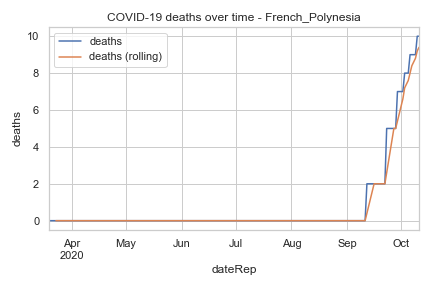 COVID-19 deaths over time - French_Polynesia
deaths
deaths (rolling)
10
8
6
4
2
0
deaths
Apr
2020
May
Jun
Jul
Aug
Sep
Oct
dateRep